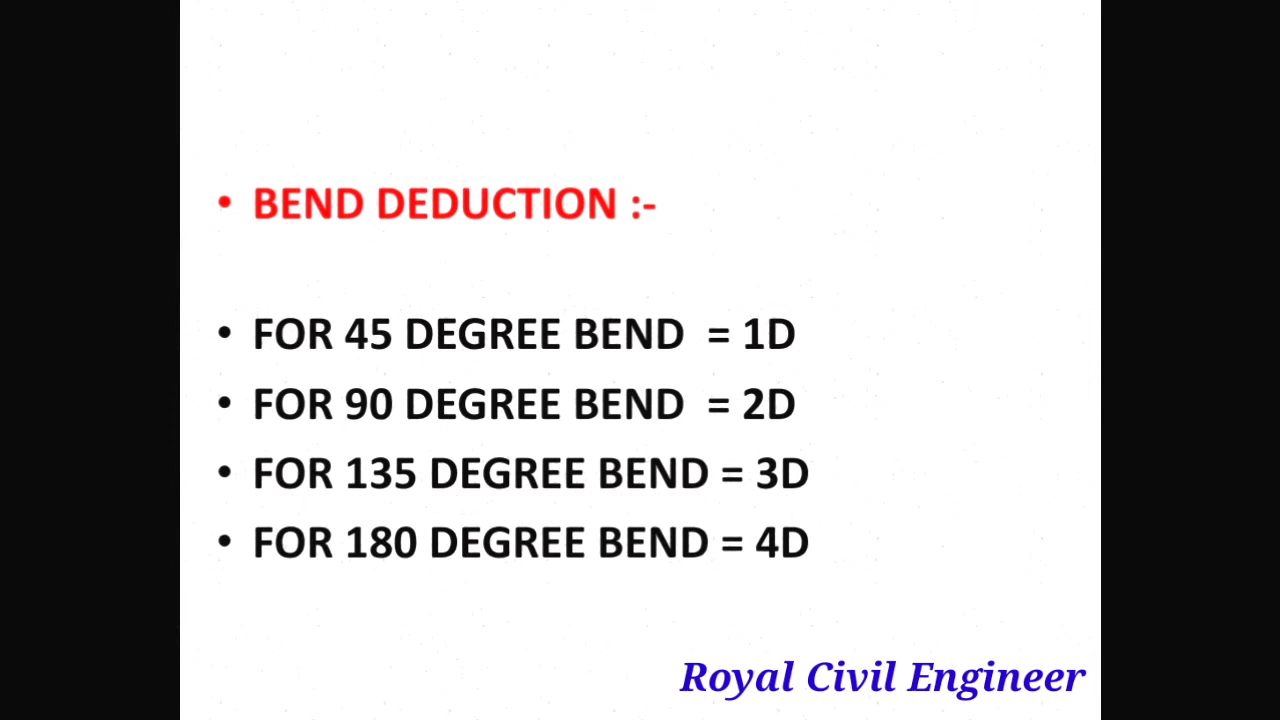 • BEND DEDUCTION :-
• FOR 45 DEGREE BEND = 1D
• FOR 90 DEGREE BEND = 2D
• FOR 135 DEGREE BEND = 3D
• FOR 180 DEGREE BEND = 4D
Royal Civil Engineer